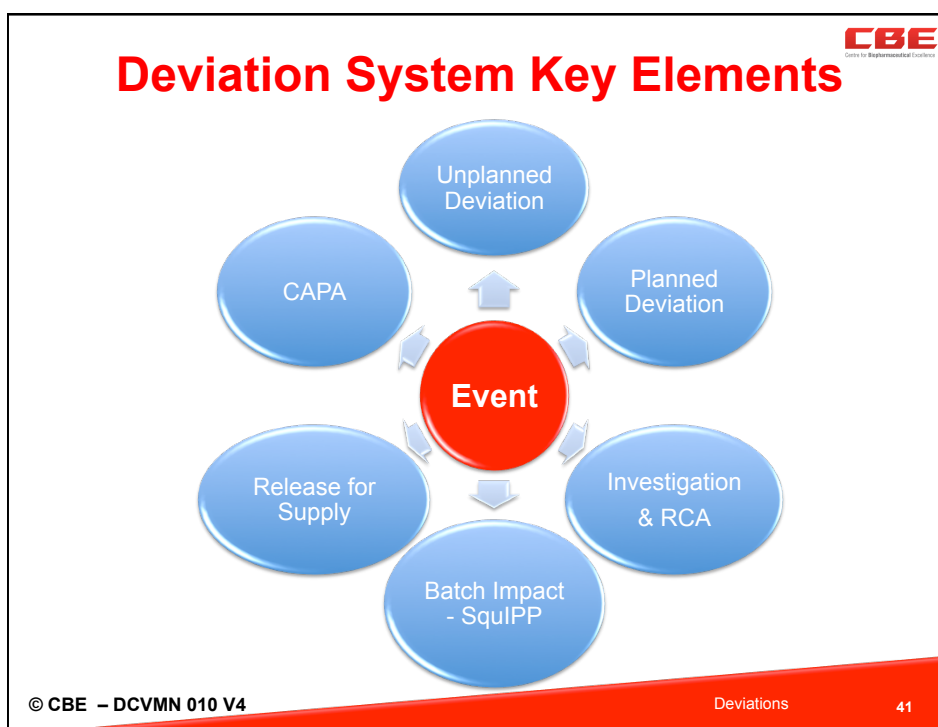 CBE
Centre for Biopharmaceutical Excellence
Deviation System Key Elements
Unplanned
Deviation
Planned
Deviation
Investigation
& RCA
Batch Impact
- SquIPP
Release for
Supply
CAPA
Event
© CBE – DCVMN 010 V4
Deviations
41